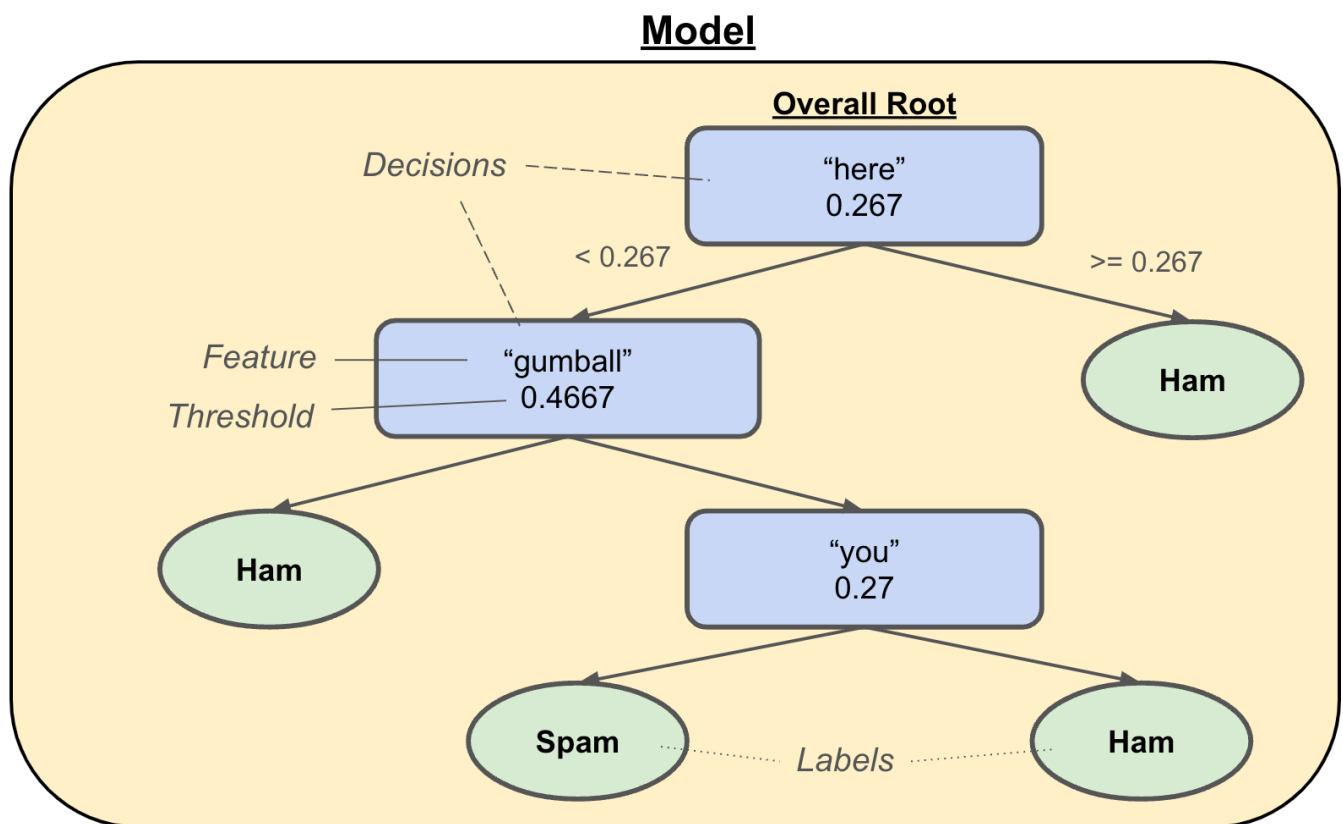 Model
Overall Root
Decisions
“here”
0.267
< 0.267
>= 0.267
Feature
“gumball”
0.4667
Threshold
Ham
Ham
“you”
0.27
Spam
Labels
Ham